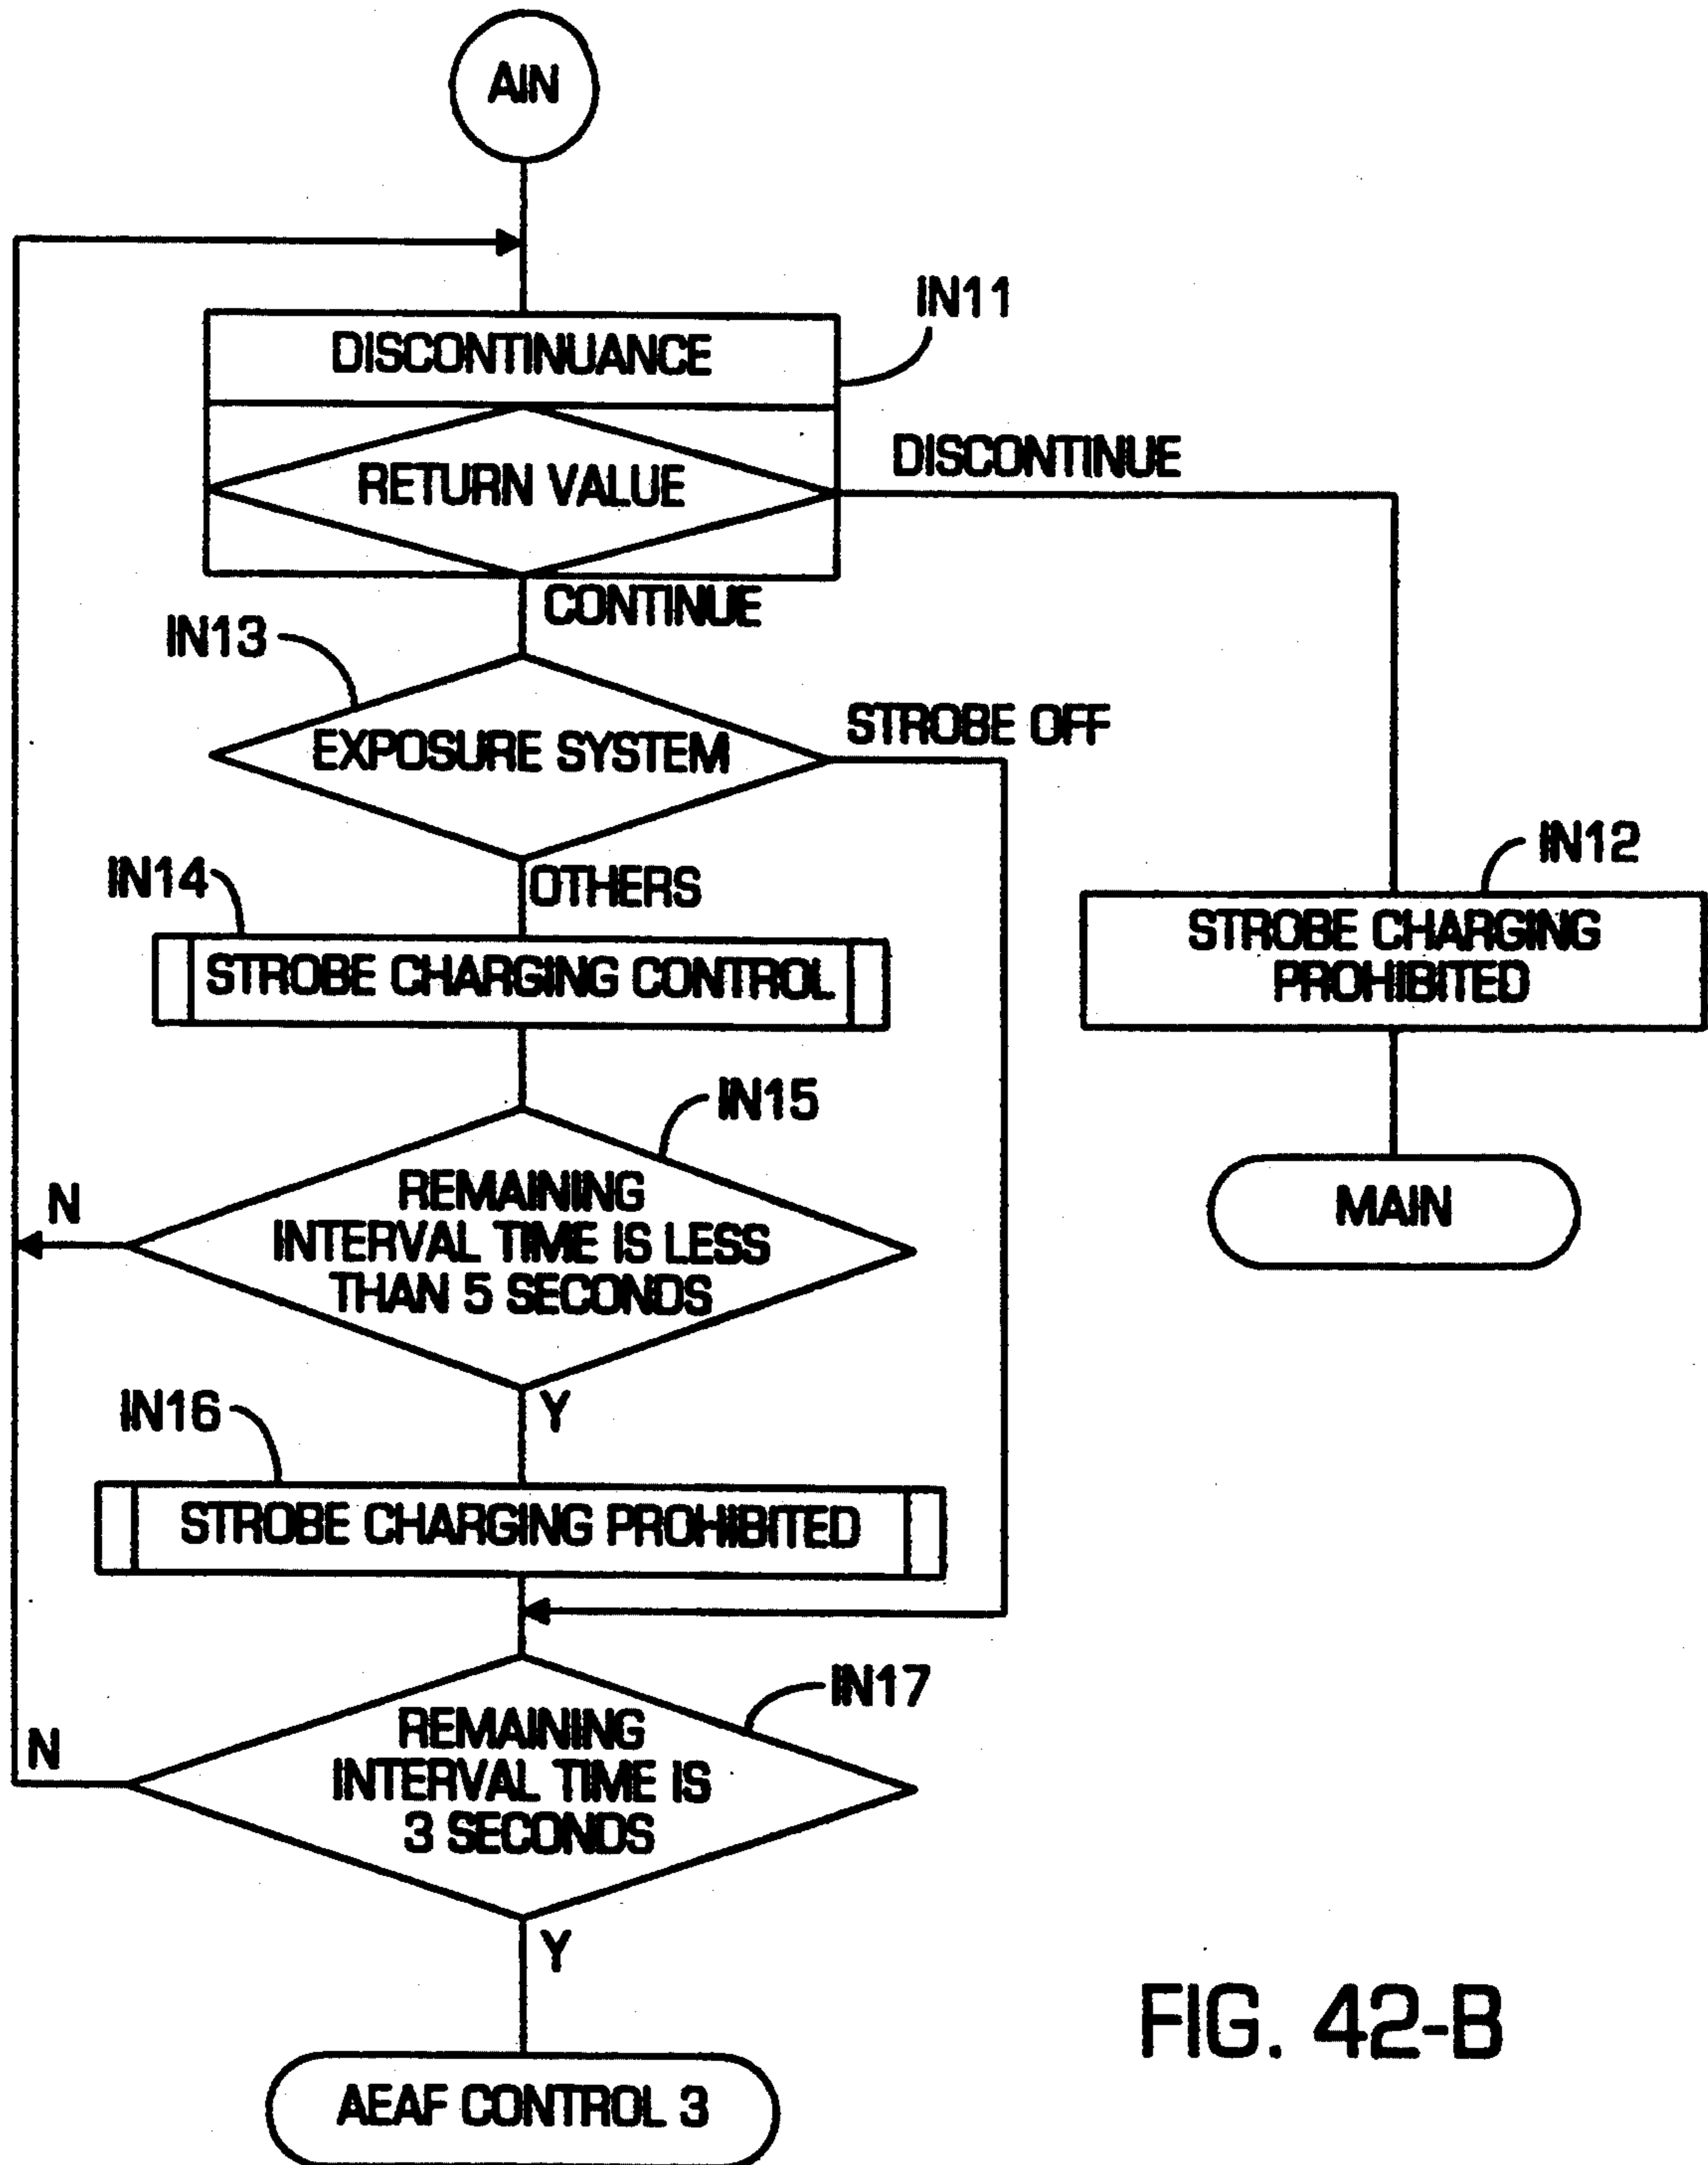 AIN
IN11
DISCONTINUANCE
RETURN VALUE
DISCONTINUE
CONTINUE
IN13
EXPOSURE SYSTEM
STROBE OFF
OTHERS
IN12
STROBE CHARGING
PROHIBITED
MAIN
IN14
STROBE CHARGING CONTROL
IN15
REMAINING
INTERVAL TIME IS LESS
THAN 5 SECONDS
N
Y
IN16
STROBE CHARGING PROHIBITED
IN17
REMAINING
INTERVAL TIME IS
3 SECONDS
N
Y
AEAF CONTROL 3
FIG. 42-B